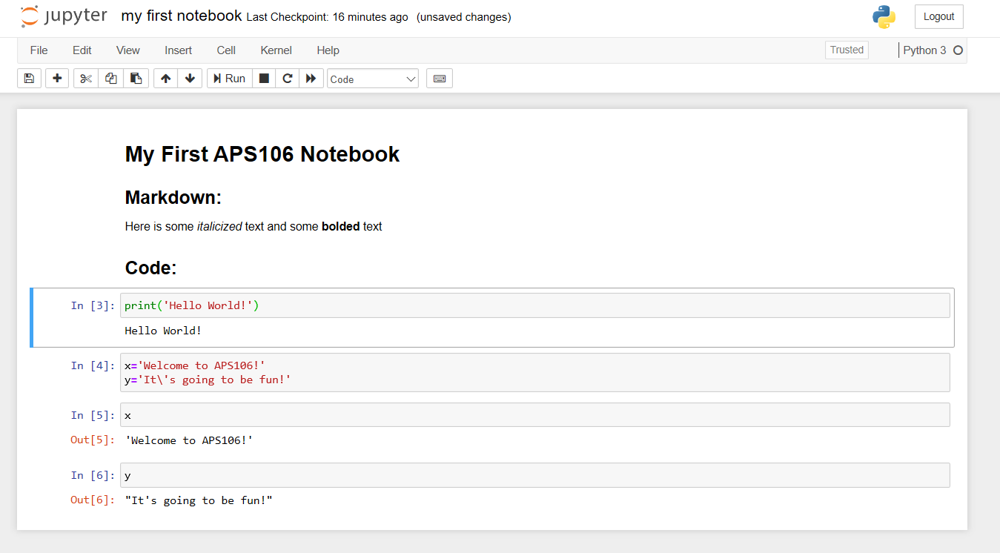 jupyter my first notebook Last Checkpoint: 16 minutes ago (unsaved changes) Logout
File Edit View Insert Cell Kernel Help Trusted Python 3
Run Code
My First APS106 Notebook
Markdown:
Here is some italicized text and some bolded text
Code:
In [3]: print('Hello World!')
Hello World!
In [4]: x='Welcome to APS106!'
y='It\'s going to be fun!'
In [5]: x
Out[5]: 'Welcome to APS106!'
In [6]: y
Out[6]: "It's going to be fun!"